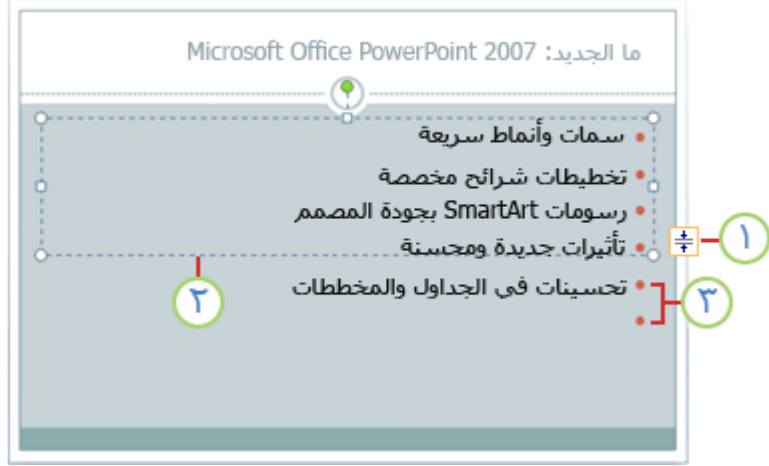 ما الجديد: Microsoft Office PowerPoint 2007
• سمات وأنماط سريعة
• تخطيطات شرائح مخصصة
• رسومات SmartArt بجودة المصمم
• تأثيرات جديدة ومحسنة
١
• تحسينات في الجداول والمخططات
•
٢
٣